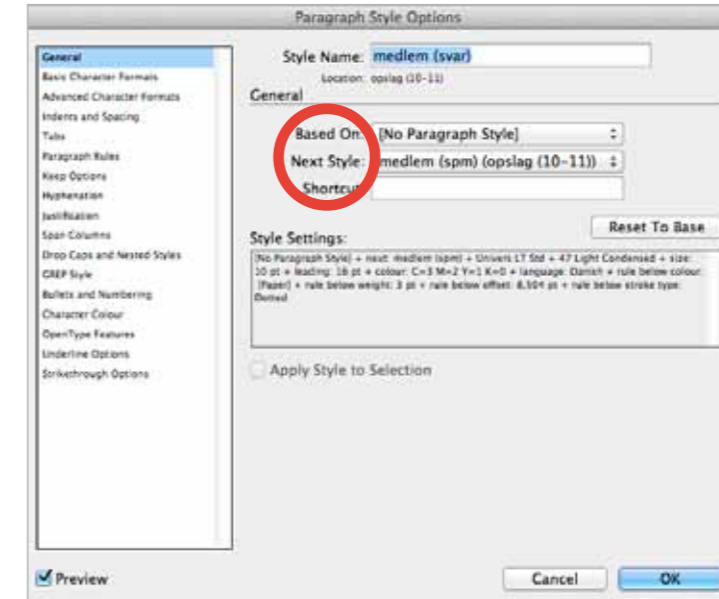 Paragraph Style Options
General
Basic Character Formats
Advanced Character Formats
Indents and Spacing
Tabs
Paragraph Rules
Keep Options
Hyphenation
Justification
Span Columns
Drop Caps and Nested Styles
GREP Style
Bullets and Numbering
Character Colour
OpenType Features
Underline Options
Strikethrough Options
Style Name: medlem (svar)
Location: opslag (10-11)
General
Based On: [No Paragraph Style]
Next Style: medlem (spm) (opslag (10-11))
Shortcut
Reset To Base
Style Settings:
[No Paragraph Style] + next: medlem (spm) + Univers LT Std + 47 Light Condensed + size:
10 pt + leading: 16 pt + colour: C=3 M=2 Y=1 K=0 + language: Danish + rule below colour:
[Paper] + rule below weight: 3 pt + rule below offset: 8,504 pt + rule below stroke type:
Dotted
Apply Style to Selection
Preview
Cancel
OK